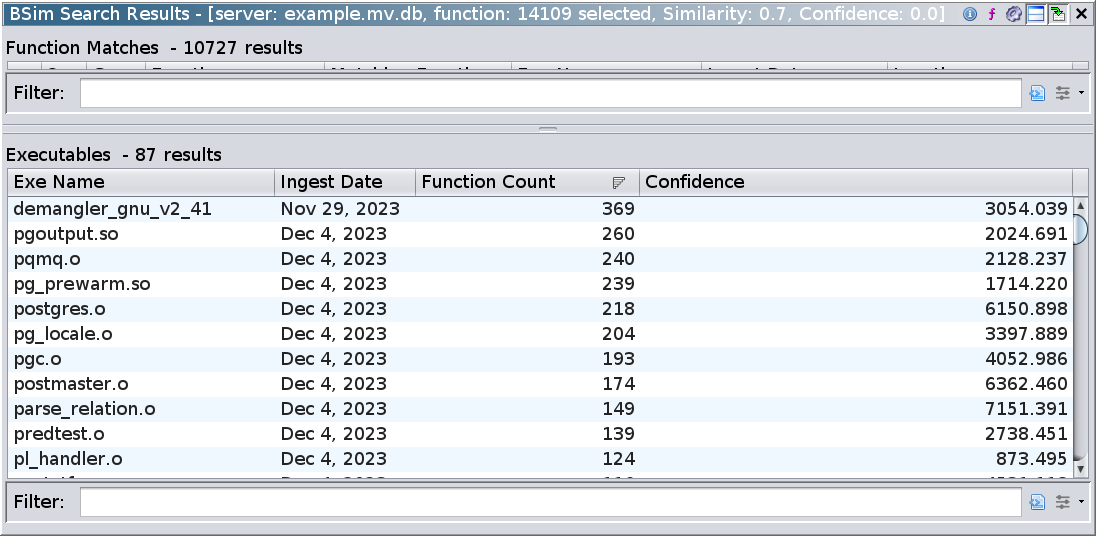 BSim Search Results - [server: example.mv.db, function: 14109 selected, Similarity: 0.7, Confidence: 0.0]
Function Matches - 10727 results
Filter:
Executables - 87 results
Exe Name Ingest Date Function Count Confidence
demangler_gnu_v2_41 Nov 29, 2023 369 3054.039
pgoutput.so Dec 4, 2023 260 2024.691
pqmq.o Dec 4, 2023 240 2128.237
pg_prewarm.so Dec 4, 2023 239 1714.220
postgres.o Dec 4, 2023 218 6150.898
pg_locale.o Dec 4, 2023 204 3397.889
pgc.o Dec 4, 2023 193 4052.986
postmaster.o Dec 4, 2023 174 6362.460
parse_relation.o Dec 4, 2023 149 7151.391
predtest.o Dec 4, 2023 139 2738.451
pl_handler.o Dec 4, 2023 124 873.495
Filter: